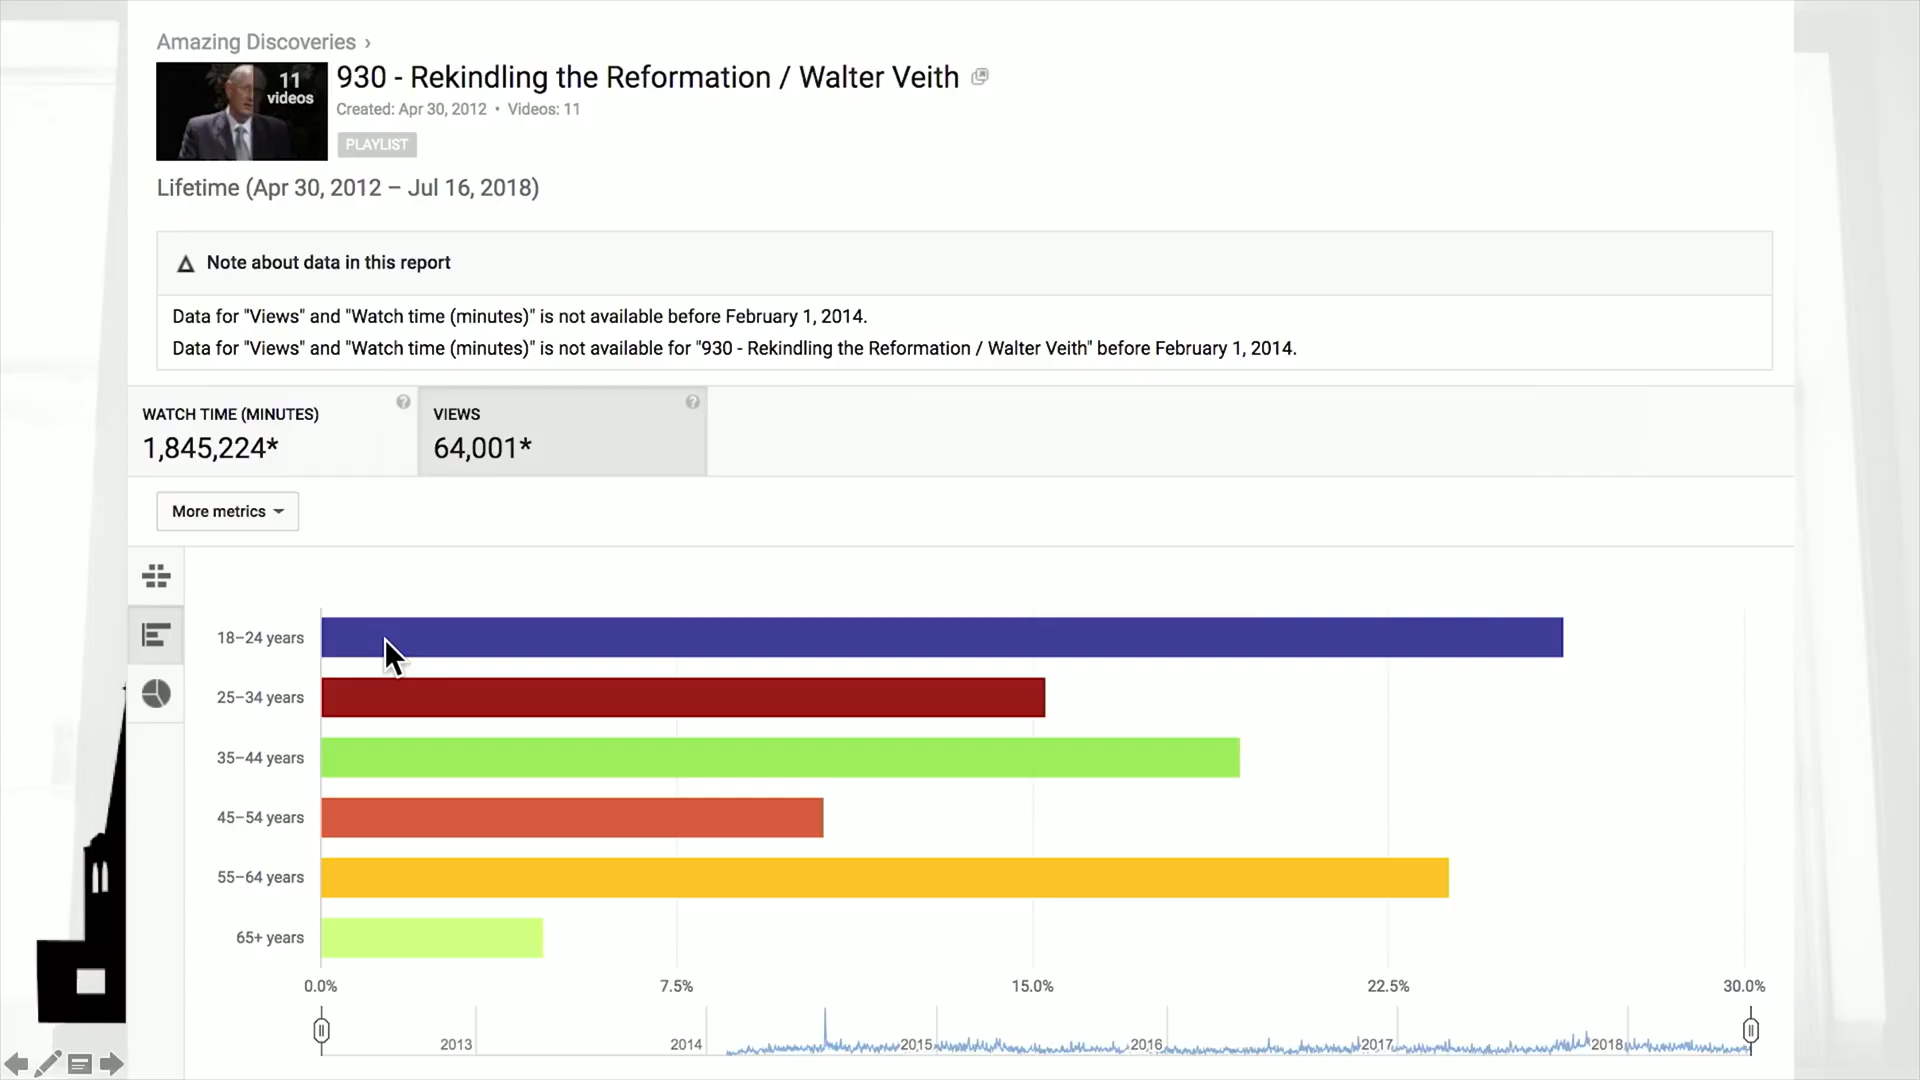 Amazing Discoveries ›
11
videos
930 - Rekindling the Reformation / Walter Veith
Created: Apr 30, 2012 • Videos: 11
PLAYLIST
Lifetime (Apr 30, 2012 – Jul 16, 2018)
Note about data in this report
Data for "Views" and "Watch time (minutes)" is not available before February 1, 2014.
Data for "Views" and "Watch time (minutes)" is not available for "930 - Rekindling the Reformation / Walter Veith" before February 1, 2014.
WATCH TIME (MINUTES) ?
1,845,224*
VIEWS ?
64,001*
More metrics
18–24 years
25–34 years
35–44 years
45–54 years
55–64 years
65+ years
0.0% 7.5% 15.0% 22.5% 30.0%
2013 2014 2015 2016 2017 2018